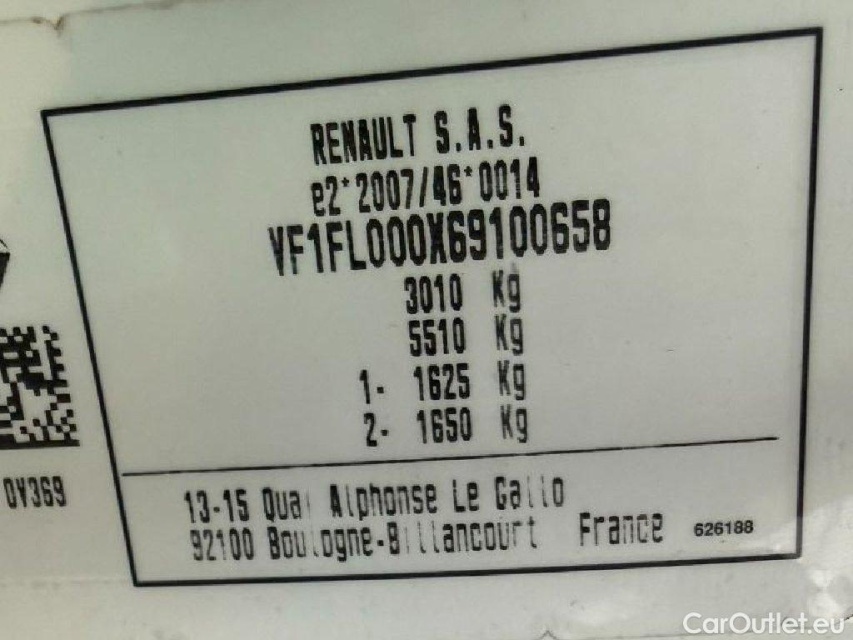 RENAULT S.A.S.
e2*2007/46*0014
VF1FL000X69100658
3010 Kg
5510 Kg
1- 1625 Kg
2- 1650 Kg
0V369
13-15 Quai Alphonse Le Gallo
92100 Boulogne-Billancourt France 626188
CarOutlet.eu